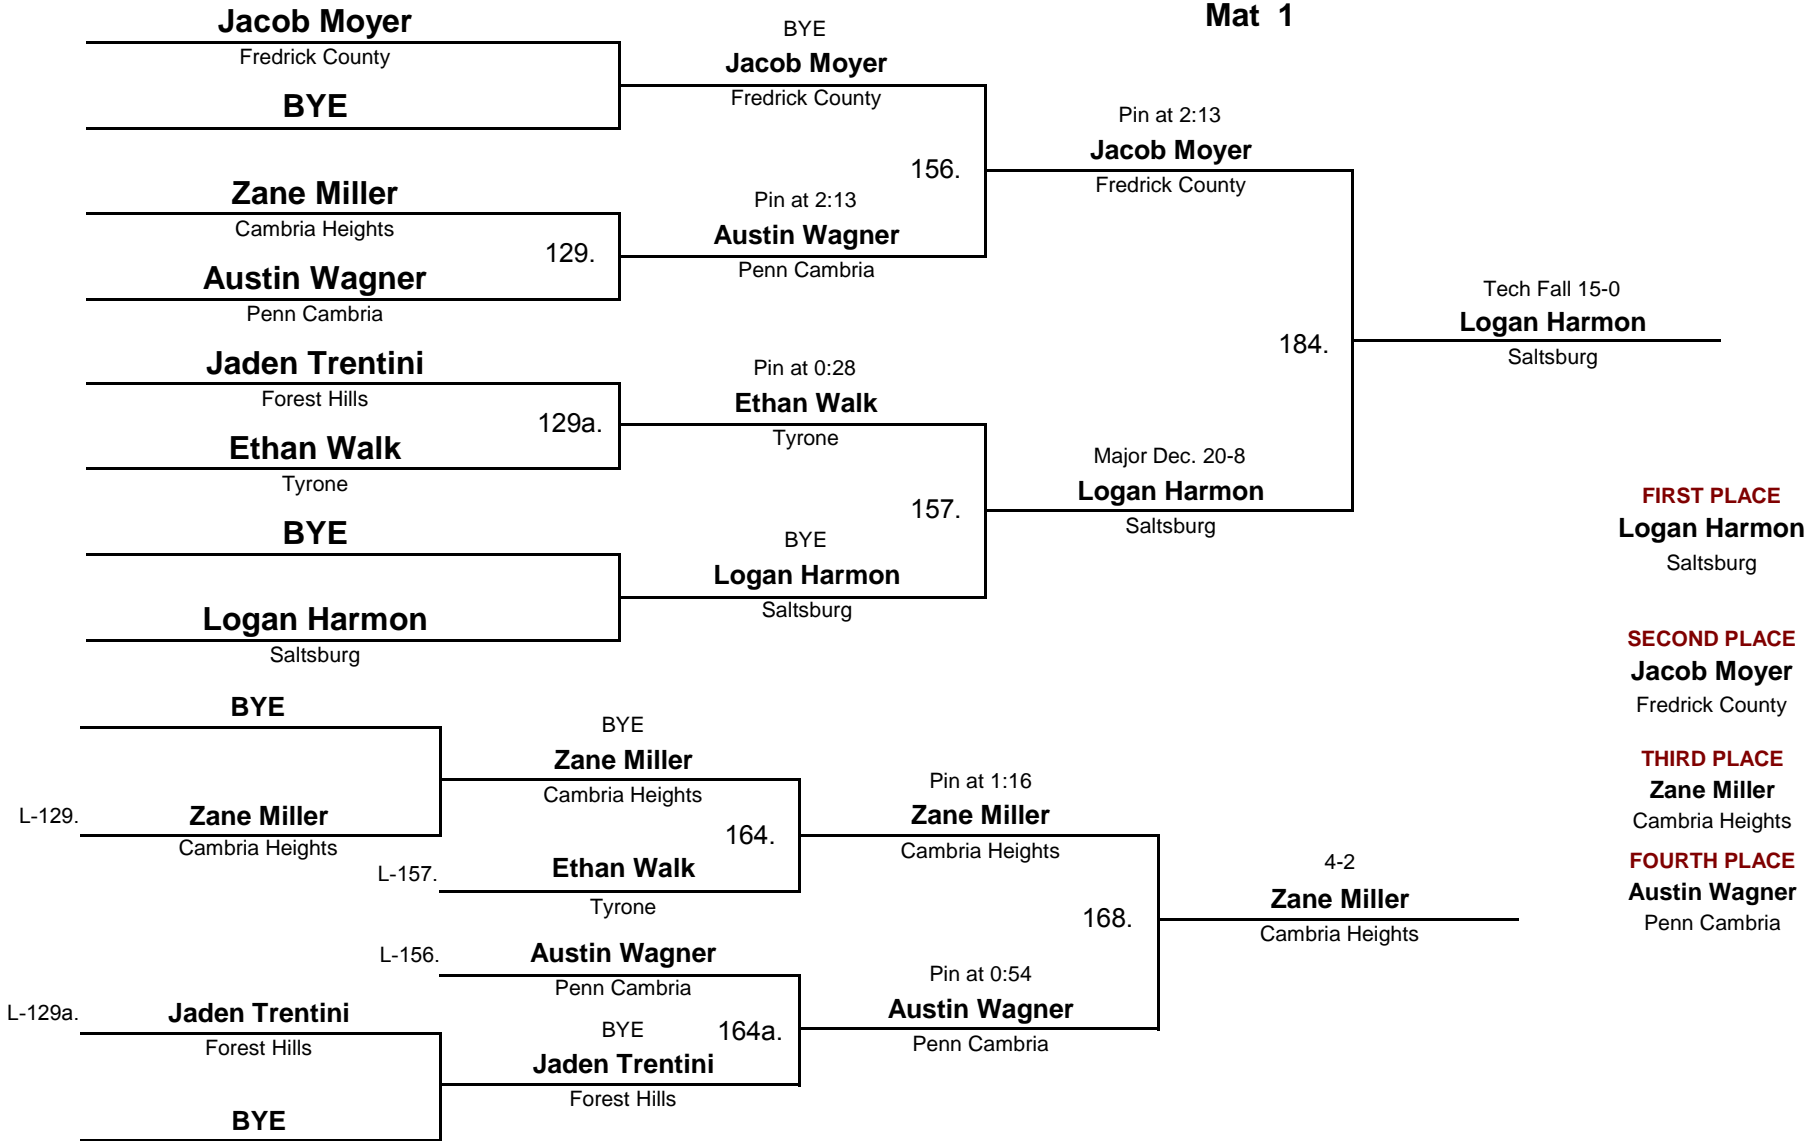 Mat 1
Jacob Moyer
Fredrick County
BYE
Zane Miller
Cambria Heights
129.
Austin Wagner
Penn Cambria
Jaden Trentini
Forest Hills
129a.
Ethan Walk
Tyrone
BYE
Logan Harmon
Saltsburg
BYE
Jacob Moyer
Fredrick County
156.
Pin at 2:13
Austin Wagner
Penn Cambria
Pin at 0:28
Ethan Walk
Tyrone
157.
BYE
Logan Harmon
Saltsburg
Pin at 2:13
Jacob Moyer
Fredrick County
184.
Major Dec. 20-8
Logan Harmon
Saltsburg
Tech Fall 15-0
Logan Harmon
Saltsburg
BYE
L-129.
Zane Miller
Cambria Heights
L-129a.
Jaden Trentini
Forest Hills
BYE
BYE
Zane Miller
Cambria Heights
164.
L-157.
Ethan Walk
Tyrone
L-156.
Austin Wagner
Penn Cambria
BYE
164a.
Jaden Trentini
Forest Hills
Pin at 1:16
Zane Miller
Cambria Heights
168.
Pin at 0:54
Austin Wagner
Penn Cambria
4-2
Zane Miller
Cambria Heights
FIRST PLACE
Logan Harmon
Saltsburg
SECOND PLACE
Jacob Moyer
Fredrick County
THIRD PLACE
Zane Miller
Cambria Heights
FOURTH PLACE
Austin Wagner
Penn Cambria